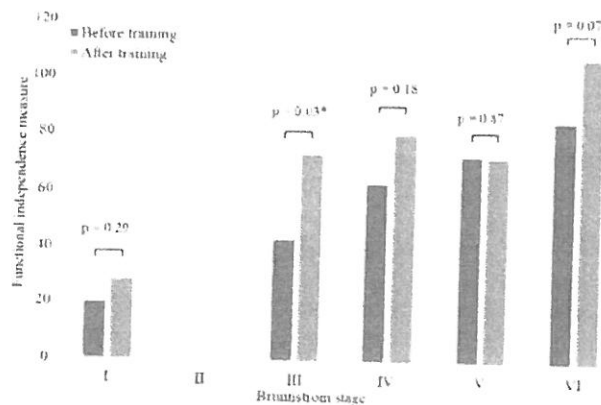 120
■ Before training
■ After training
100
80
60
40
20
0
Functional independence measure
p = 0.29
p = 0.03*
p = 0.18
p = 0.87
p = 0.07
I
II
III
IV
V
VI
Brunnstrom stage